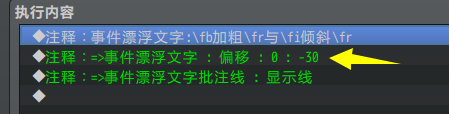 执行内容
◆注释：事件漂浮文字:\fb加粗\fr与\fi倾斜\fr
◆注释：=>事件漂浮文字 : 偏移 : 0 : -30
◆注释：=>事件漂浮文字批注线 : 显示线
◆